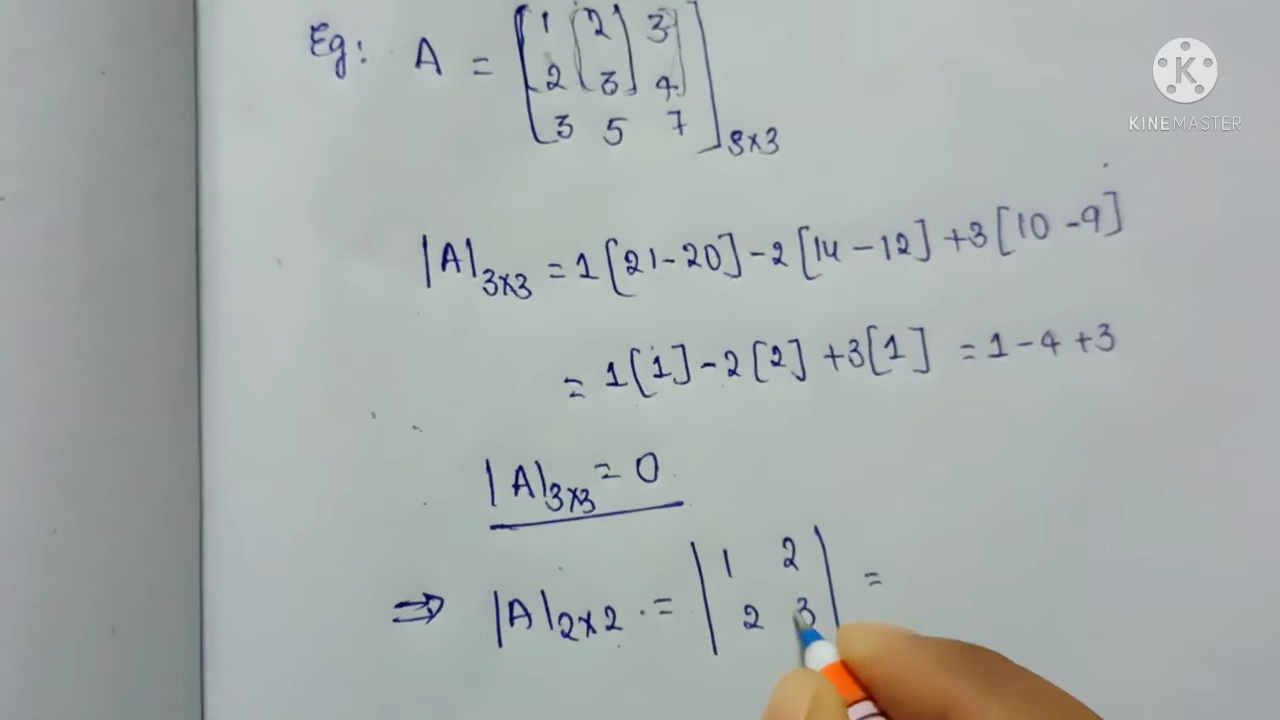 Eg: A = [1 2 3
2 3 4
3 5 7]3x3
K
KINEMASTER
|A|3x3 = 1[21-20] - 2[14-12] + 3[10-9]
= 1[1] - 2[2] + 3[1] = 1 - 4 + 3
|A|3x3 = 0
⇒ |A|2x2 = |1 2
2 3| =